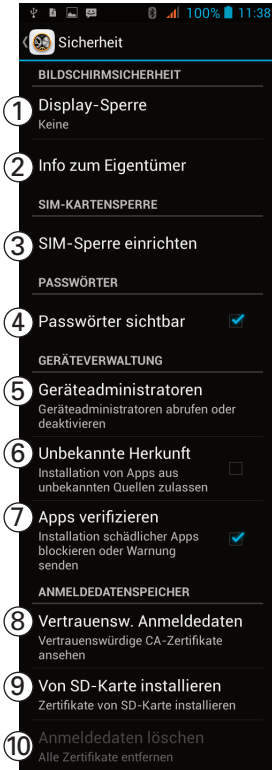 100% 11:38
Sicherheit
BILDSCHIRMSICHERHEIT
1 Display-Sperre
Keine
2 Info zum Eigentümer
SIM-KARTENSPERRE
3 SIM-Sperre einrichten
PASSWÖRTER
4 Passwörter sichtbar
GERÄTEVERWALTUNG
5 Geräteadministratoren
Geräteadministratoren abrufen oder
deaktivieren
6 Unbekannte Herkunft
Installation von Apps aus
unbekannten Quellen zulassen
7 Apps verifizieren
Installation schädlicher Apps
blockieren oder Warnung
senden
ANMELDEDATENSPEICHER
8 Vertrauensw. Anmeldedaten
Vertrauenswürdige CA-Zertifikate
ansehen
9 Von SD-Karte installieren
Zertifikate von SD-Karte installieren
10 Anmeldedaten löschen
Alle Zertifikate entfernen